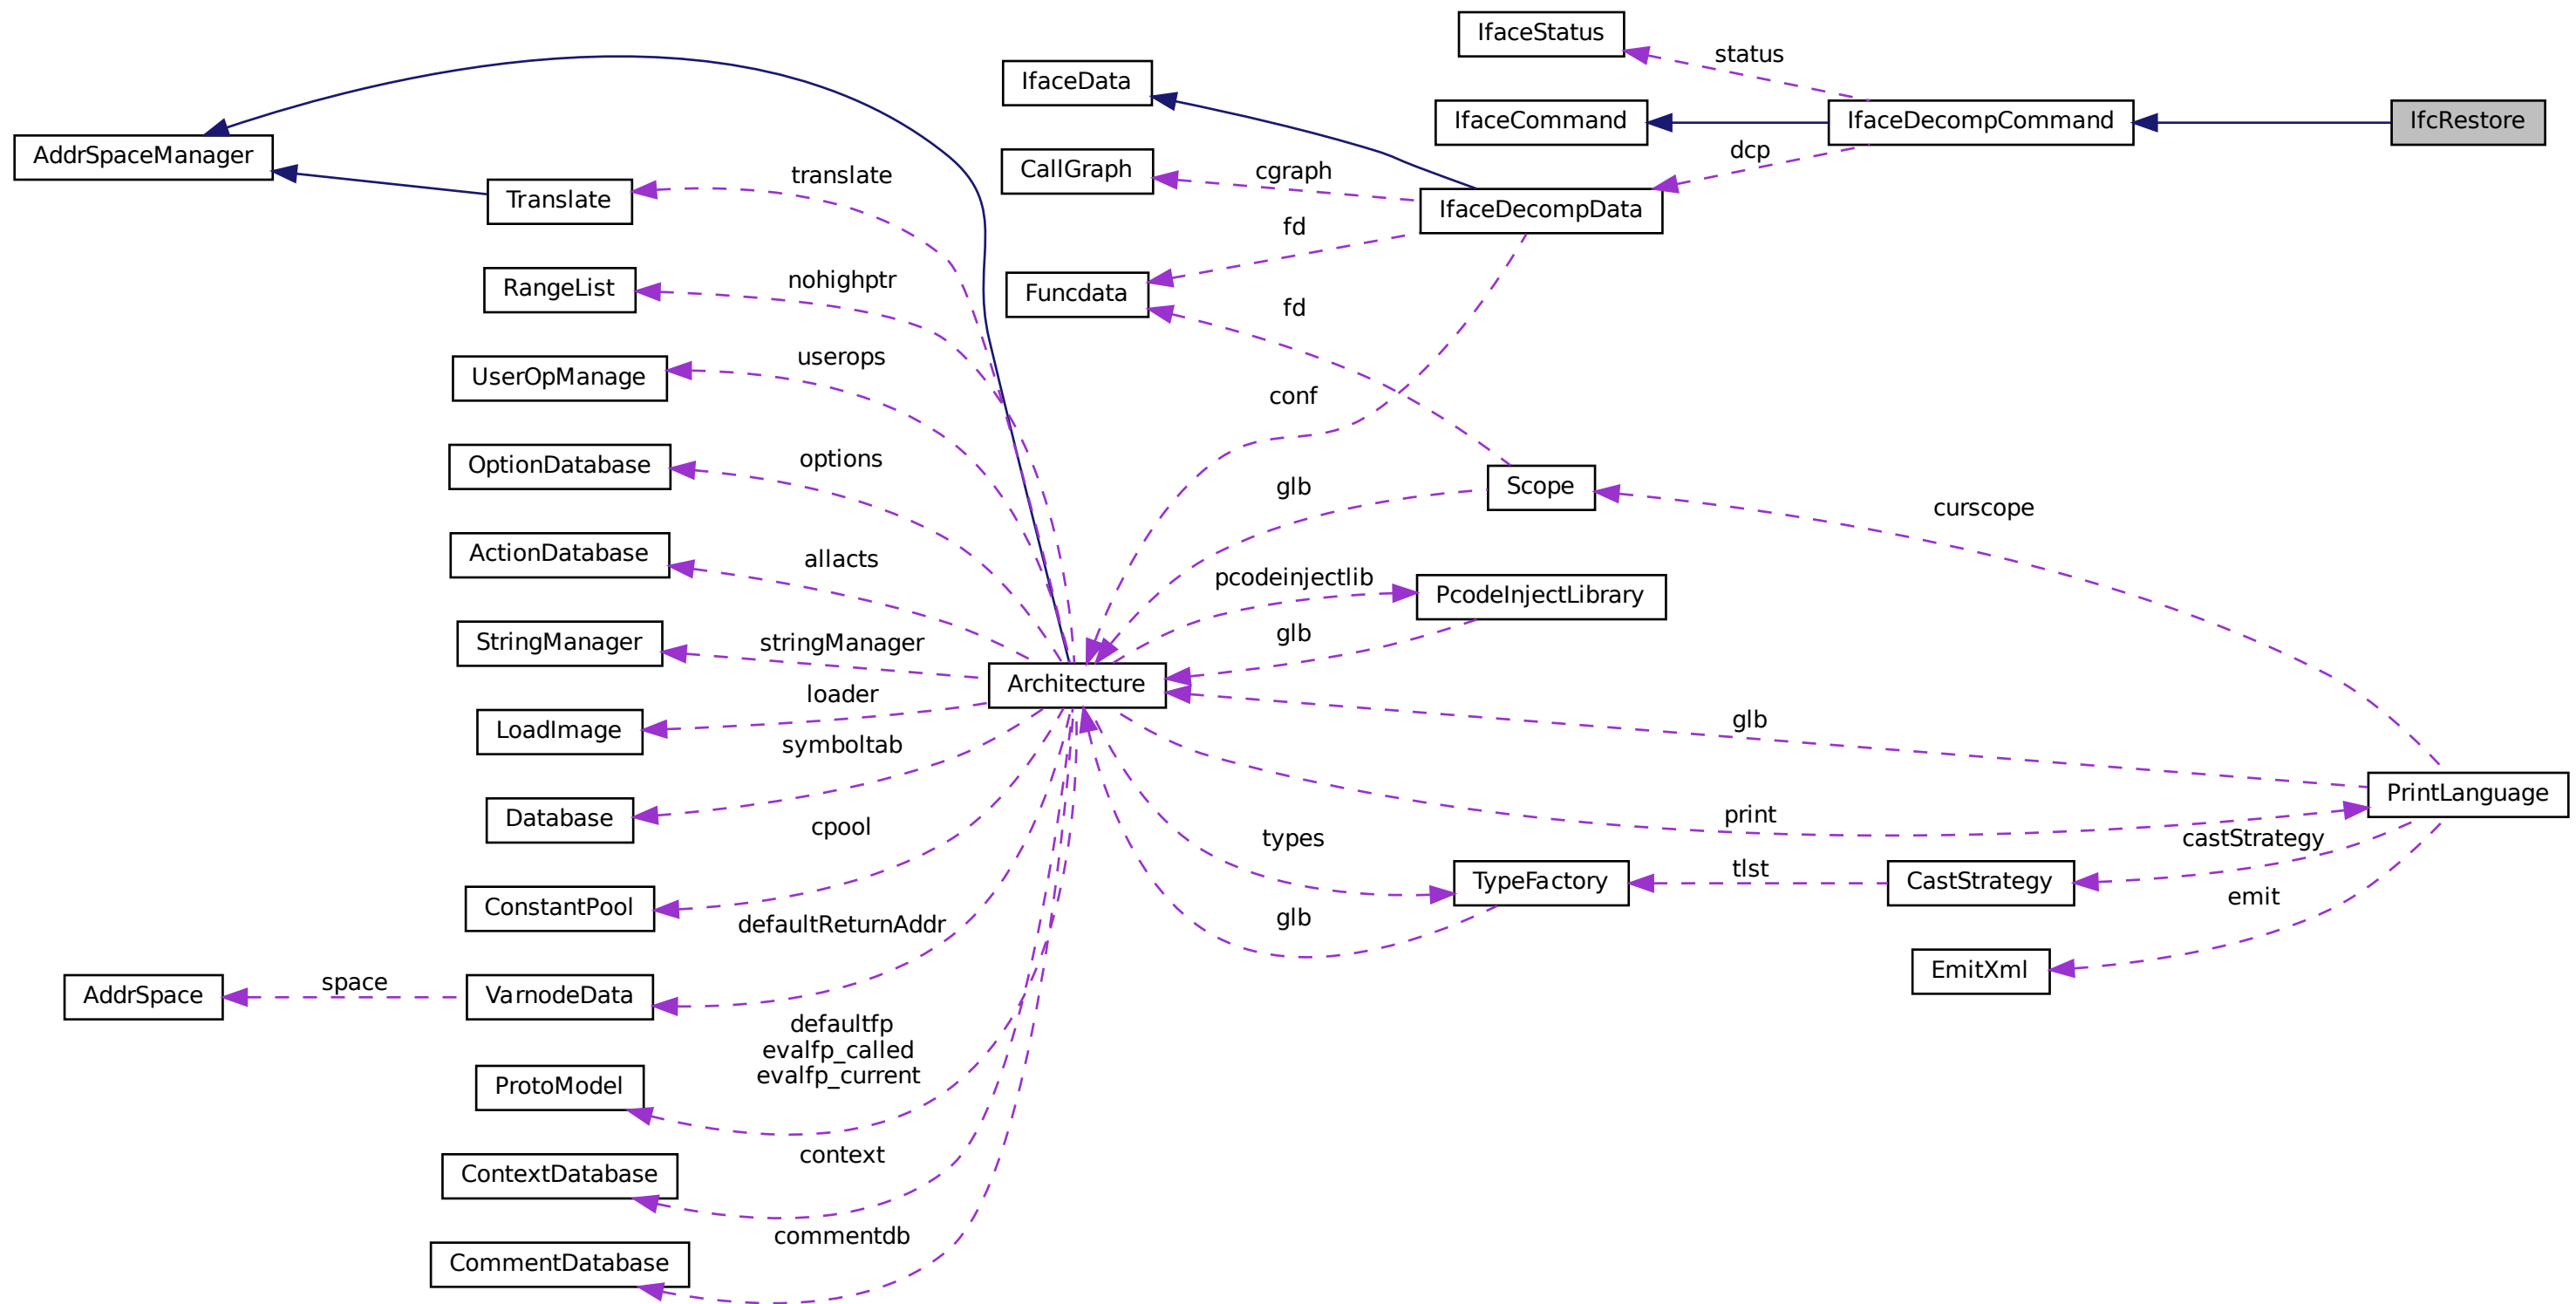 IfaceStatus
status
IfaceData
IfaceCommand
IfaceDecompCommand
IfcRestore
AddrSpaceManager
CallGraph
cgraph
dcp
translate
Translate
IfaceDecompData
fd
RangeList
nohighptr
Funcdata
fd
UserOpManage
userops
conf
OptionDatabase
options
glb
Scope
curscope
ActionDatabase
allacts
pcodeinjectlib
PcodeInjectLibrary
StringManager
stringManager
glb
Architecture
LoadImage
loader
glb
symboltab
PrintLanguage
Database
cpool
print
types
castStrategy
TypeFactory
tlst
CastStrategy
ConstantPool
defaultReturnAddr
glb
emit
EmitXml
AddrSpace
space
VarnodeData
defaultfp
evalfp_called
evalfp_current
ProtoModel
context
ContextDatabase
commentdb
CommentDatabase